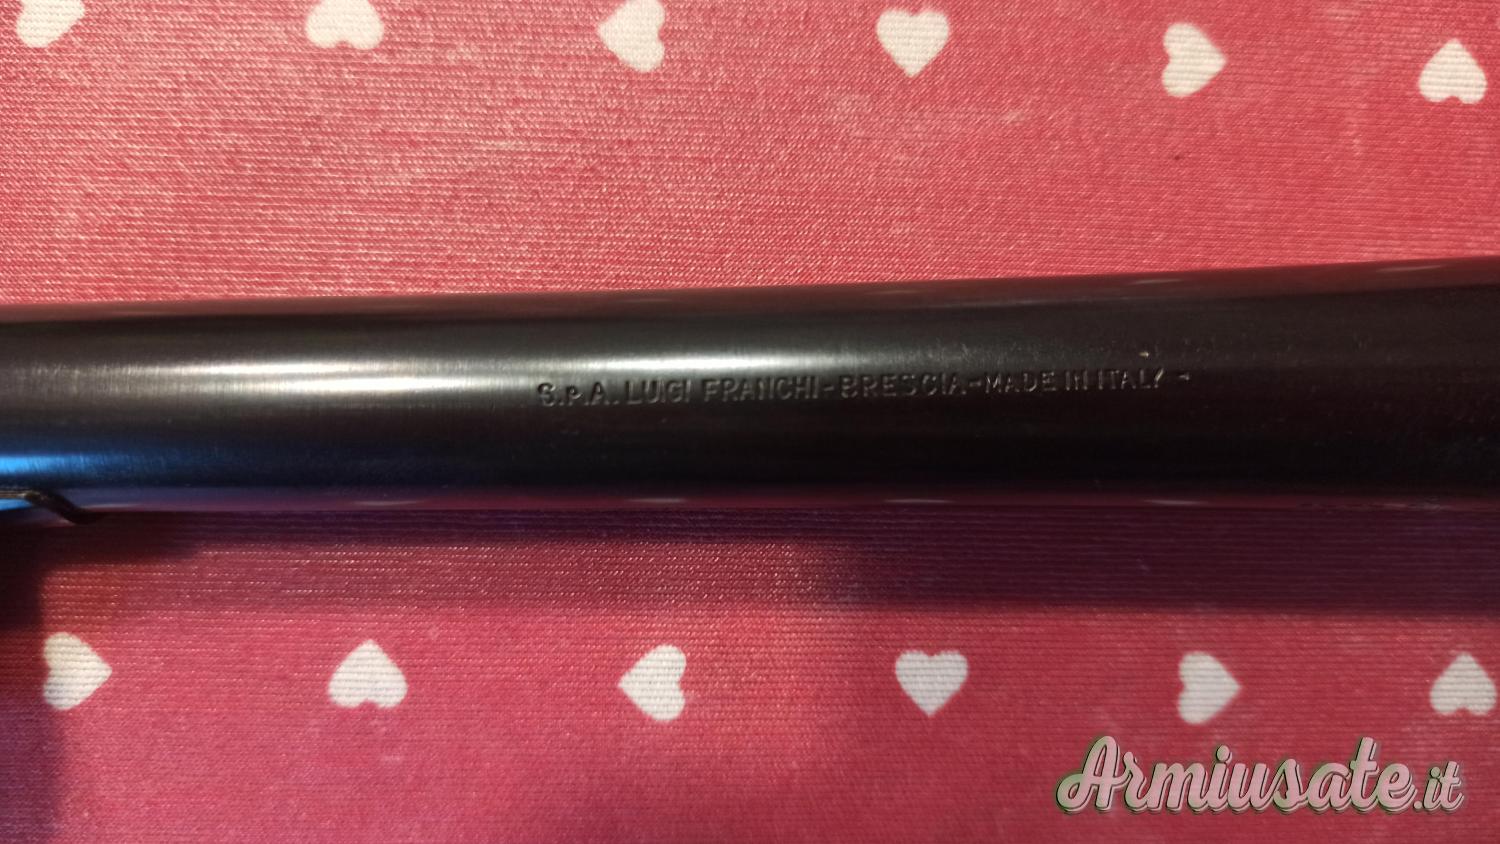 S.P.A. LUIGI FRANCHI-BRESCIA-MADE IN ITALY -
Armiusate.it